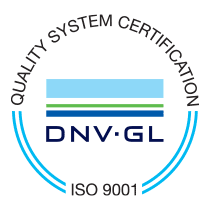 QUALITY SYSTEM CERTIFICATION
DNV·GL
ISO 9001